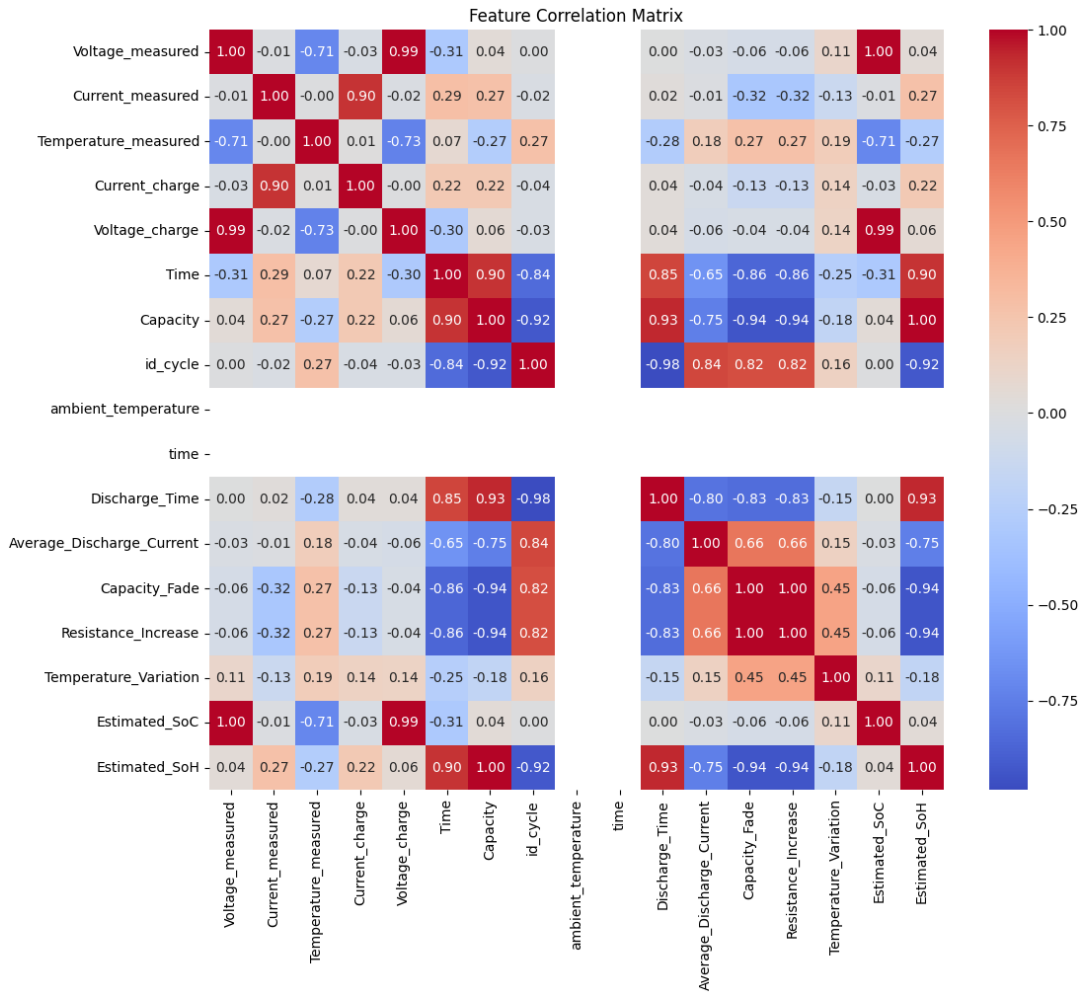 Feature Correlation Matrix
Voltage_measured 1.00 -0.01 -0.71 -0.03 0.99 -0.31 0.04 0.00 0.00 -0.03 -0.06 -0.06 0.11 1.00 0.04
Current_measured -0.01 1.00 -0.00 0.90 -0.02 0.29 0.27 -0.02 0.02 -0.01 -0.32 -0.32 -0.13 -0.01 0.27
Temperature_measured -0.71 -0.00 1.00 0.01 -0.73 0.07 -0.27 0.27 -0.28 0.18 0.27 0.27 0.19 -0.71 -0.27
Current_charge -0.03 0.90 0.01 1.00 -0.00 0.22 0.22 -0.04 0.04 -0.04 -0.13 -0.13 0.14 -0.03 0.22
Voltage_charge 0.99 -0.02 -0.73 -0.00 1.00 -0.30 0.06 -0.03 0.04 -0.06 -0.04 -0.04 0.14 0.99 0.06
Time -0.31 0.29 0.07 0.22 -0.30 1.00 0.90 -0.84 0.85 -0.65 -0.86 -0.86 -0.25 -0.31 0.90
Capacity 0.04 0.27 -0.27 0.22 0.06 0.90 1.00 -0.92 0.93 -0.75 -0.94 -0.94 -0.18 0.04 1.00
id_cycle 0.00 -0.02 0.27 -0.04 -0.03 -0.84 -0.92 1.00 -0.98 0.84 0.82 0.82 0.16 0.00 -0.92
ambient_temperature
time
Discharge_Time 0.00 0.02 -0.28 0.04 0.04 0.85 0.93 -0.98 1.00 -0.80 -0.83 -0.83 -0.15 0.00 0.93
Average_Discharge_Current -0.03 -0.01 0.18 -0.04 -0.06 -0.65 -0.75 0.84 -0.80 1.00 0.66 0.66 0.15 -0.03 -0.75
Capacity_Fade -0.06 -0.32 0.27 -0.13 -0.04 -0.86 -0.94 0.82 -0.83 0.66 1.00 1.00 0.45 -0.06 -0.94
Resistance_Increase -0.06 -0.32 0.27 -0.13 -0.04 -0.86 -0.94 0.82 -0.83 0.66 1.00 1.00 0.45 -0.06 -0.94
Temperature_Variation 0.11 -0.13 0.19 0.14 0.14 -0.25 -0.18 0.16 -0.15 0.15 0.45 0.45 1.00 0.11 -0.18
Estimated_SoC 1.00 -0.01 -0.71 -0.03 0.99 -0.31 0.04 0.00 0.00 -0.03 -0.06 -0.06 0.11 1.00 0.04
Estimated_SoH 0.04 0.27 -0.27 0.22 0.06 0.90 1.00 -0.92 0.93 -0.75 -0.94 -0.94 -0.18 0.04 1.00
Voltage_measured
Current_measured
Temperature_measured
Current_charge
Voltage_charge
Time
Capacity
id_cycle
ambient_temperature
time
Discharge_Time
Average_Discharge_Current
Capacity_Fade
Resistance_Increase
Temperature_Variation
Estimated_SoC
Estimated_SoH
1.00
0.75
0.50
0.25
0.00
−0.25
−0.50
−0.75